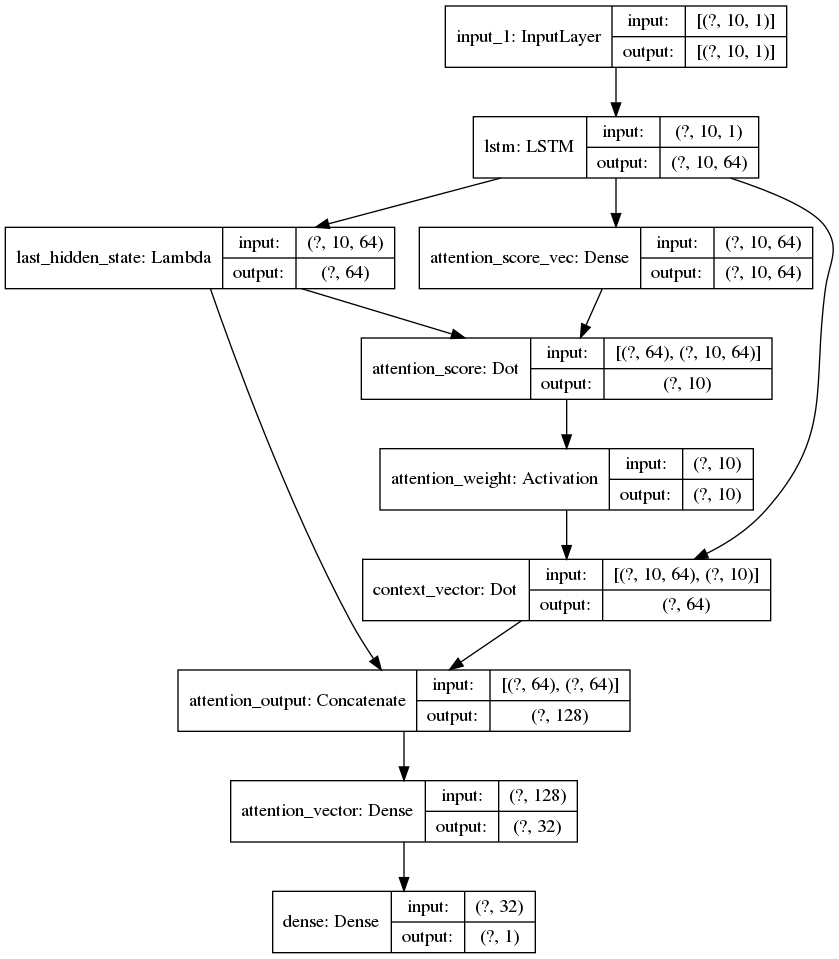 input_1: InputLayer
input: [(?, 10, 1)]
output: [(?, 10, 1)]
lstm: LSTM
input: (?, 10, 1)
output: (?, 10, 64)
last_hidden_state: Lambda
input: (?, 10, 64)
output: (?, 64)
attention_score_vec: Dense
input: (?, 10, 64)
output: (?, 10, 64)
attention_score: Dot
input: [(?, 64), (?, 10, 64)]
output: (?, 10)
attention_weight: Activation
input: (?, 10)
output: (?, 10)
context_vector: Dot
input: [(?, 10, 64), (?, 10)]
output: (?, 64)
attention_output: Concatenate
input: [(?, 64), (?, 64)]
output: (?, 128)
attention_vector: Dense
input: (?, 128)
output: (?, 32)
dense: Dense
input: (?, 32)
output: (?, 1)